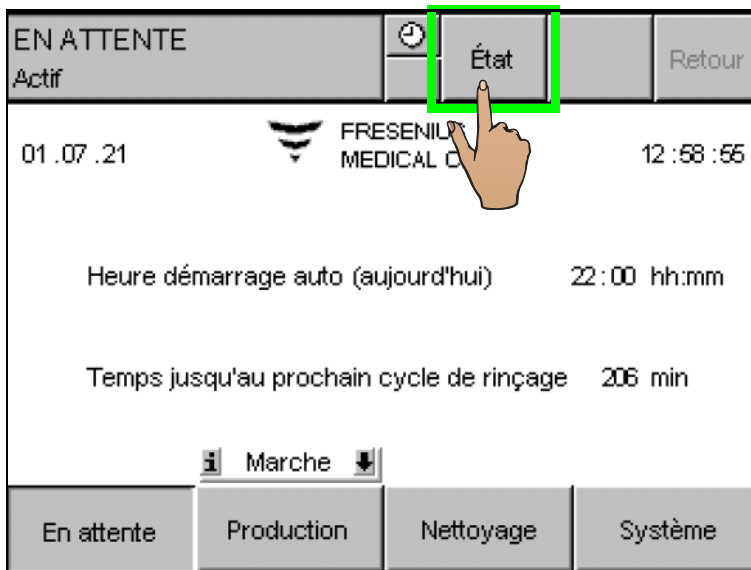 EN ATTENTE
Actif
État
Retour
01 .07 .21
FRESENIUS
MEDICAL C
12 :58 :55
Heure démarrage auto (aujourd'hui) 22 : 00 hh:mm
Temps jusqu'au prochain cycle de rinçage 206 min
i Marche
En attente
Production
Nettoyage
Système